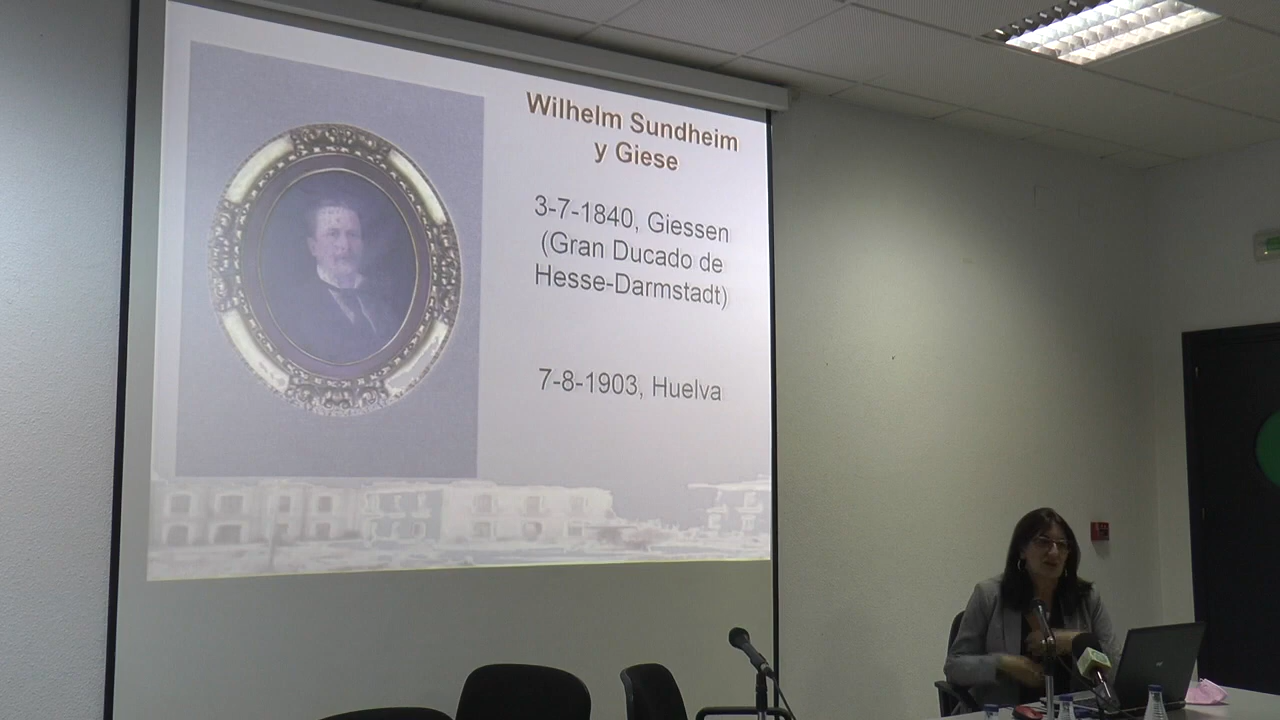 Wilhelm Sundheim
y Giese
3-7-1840, Giessen
(Gran Ducado de
Hesse-Darmstadt)
7-8-1903, Huelva